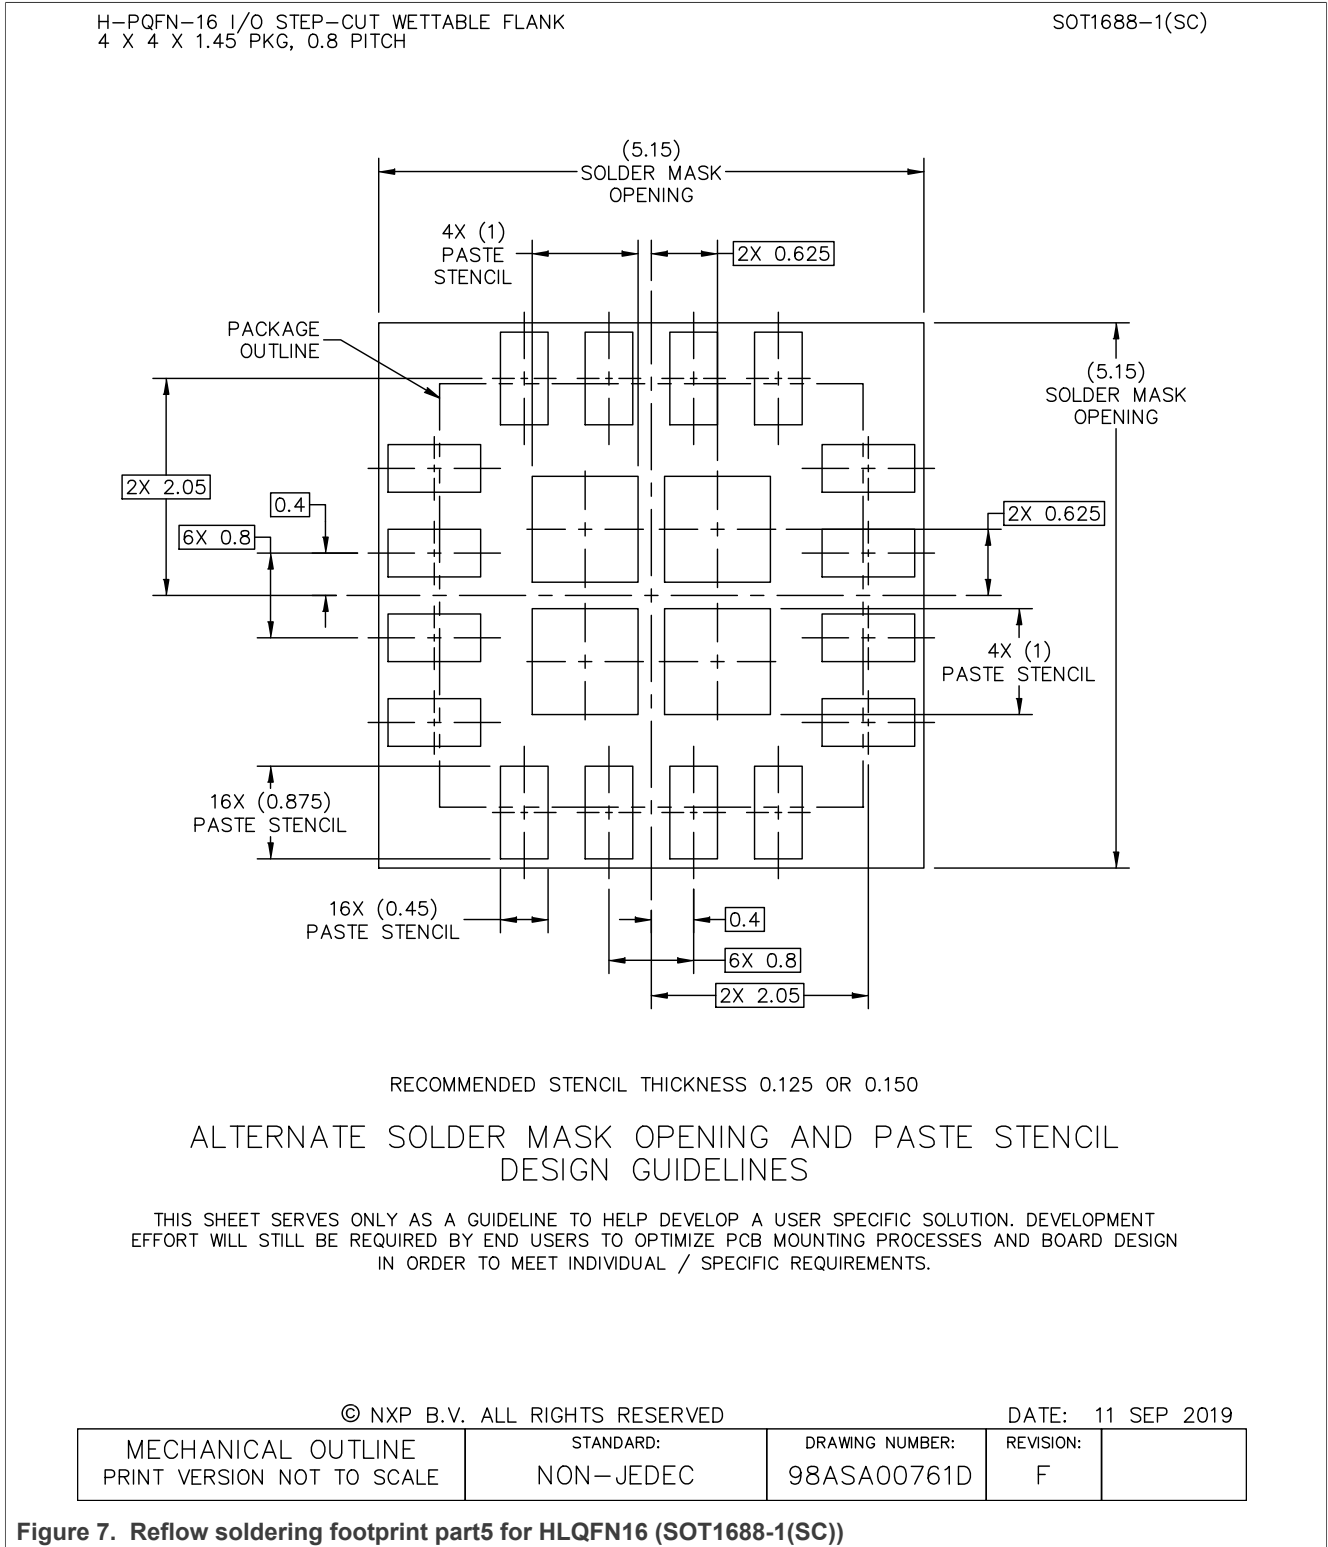 H-PQFN-16 I/O STEP-CUT WETTABLE FLANK
4 X 4 X 1.45 PKG, 0.8 PITCH
SOT1688-1(SC)
(5.15)
SOLDER MASK
OPENING
4X (1)
PASTE
STENCIL
2X 0.625
PACKAGE
OUTLINE
(5.15)
SOLDER MASK
OPENING
2X 2.05
0.4
6X 0.8
2X 0.625
4X (1)
PASTE STENCIL
16X (0.875)
PASTE STENCIL
16X (0.45)
PASTE STENCIL
0.4
6X 0.8
2X 2.05
RECOMMENDED STENCIL THICKNESS 0.125 OR 0.150
ALTERNATE SOLDER MASK OPENING AND PASTE STENCIL
DESIGN GUIDELINES
THIS SHEET SERVES ONLY AS A GUIDELINE TO HELP DEVELOP A USER SPECIFIC SOLUTION. DEVELOPMENT
EFFORT WILL STILL BE REQUIRED BY END USERS TO OPTIMIZE PCB MOUNTING PROCESSES AND BOARD DESIGN
IN ORDER TO MEET INDIVIDUAL / SPECIFIC REQUIREMENTS.
© NXP B.V. ALL RIGHTS RESERVED
DATE: 11 SEP 2019
MECHANICAL OUTLINE
PRINT VERSION NOT TO SCALE
STANDARD:
NON-JEDEC
DRAWING NUMBER:
98ASA00761D
REVISION:
F
Figure 7. Reflow soldering footprint part5 for HLQFN16 (SOT1688-1(SC))